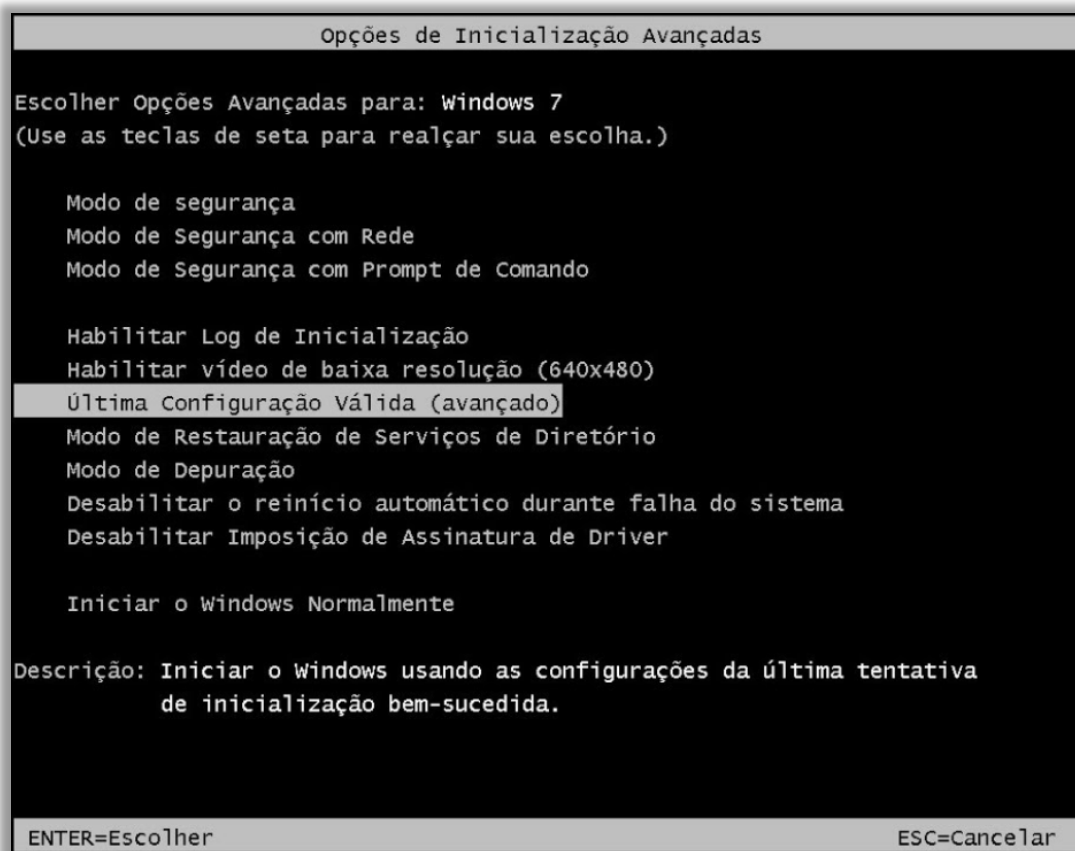 Opções de Inicialização Avançadas
Escolher Opções Avançadas para: Windows 7
(Use as teclas de seta para realçar sua escolha.)
Modo de segurança
Modo de Segurança com Rede
Modo de Segurança com Prompt de Comando
Habilitar Log de Inicialização
Habilitar vídeo de baixa resolução (640x480)
Última Configuração Válida (avançado)
Modo de Restauração de Serviços de Diretório
Modo de Depuração
Desabilitar o reinício automático durante falha do sistema
Desabilitar Imposição de Assinatura de Driver
Iniciar o Windows Normalmente
Descrição: Iniciar o Windows usando as configurações da última tentativa
de inicialização bem-sucedida.
ENTER=Escolher ESC=Cancelar